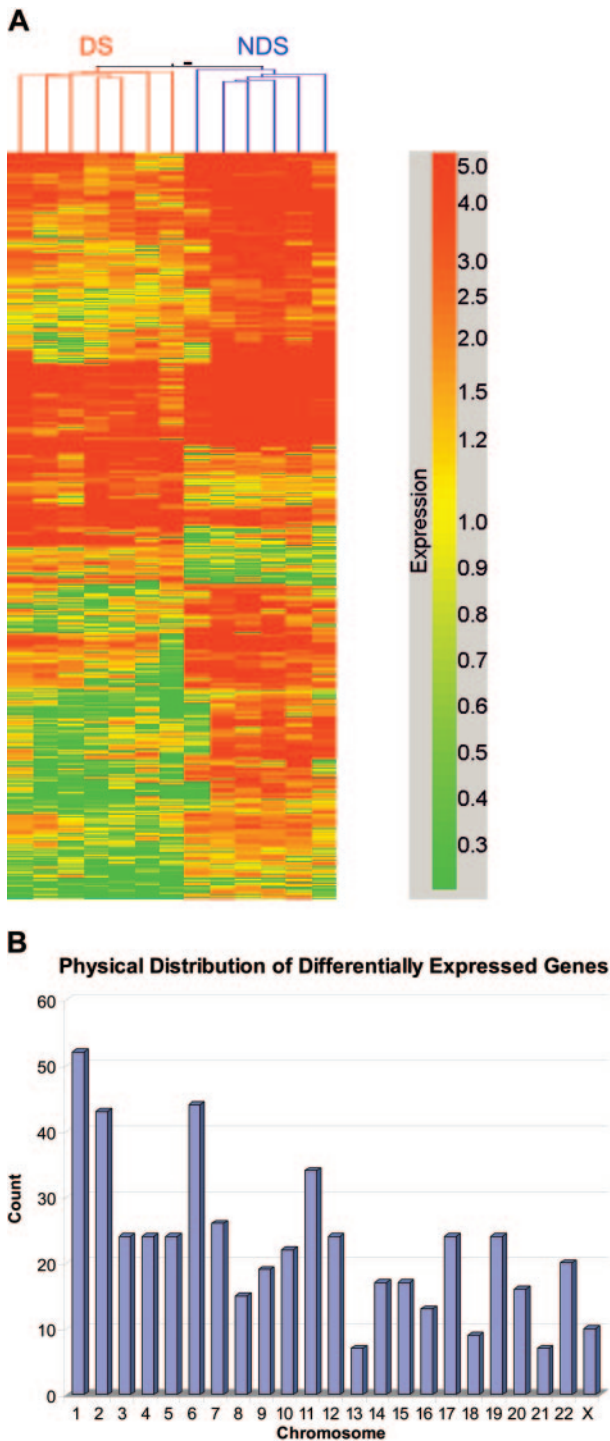 A
DS NDS
5.0
4.0
3.0
2.5
2.0
1.5
1.2
1.0
0.9
0.8
0.7
0.6
0.5
0.4
0.3
Expression
B
Physical Distribution of Differentially Expressed Genes
60
50
40
30
20
10
0
Count
1 2 3 4 5 6 7 8 9 10 11 12 13 14 15 16 17 18 19 20 21 22 X
Chromosome